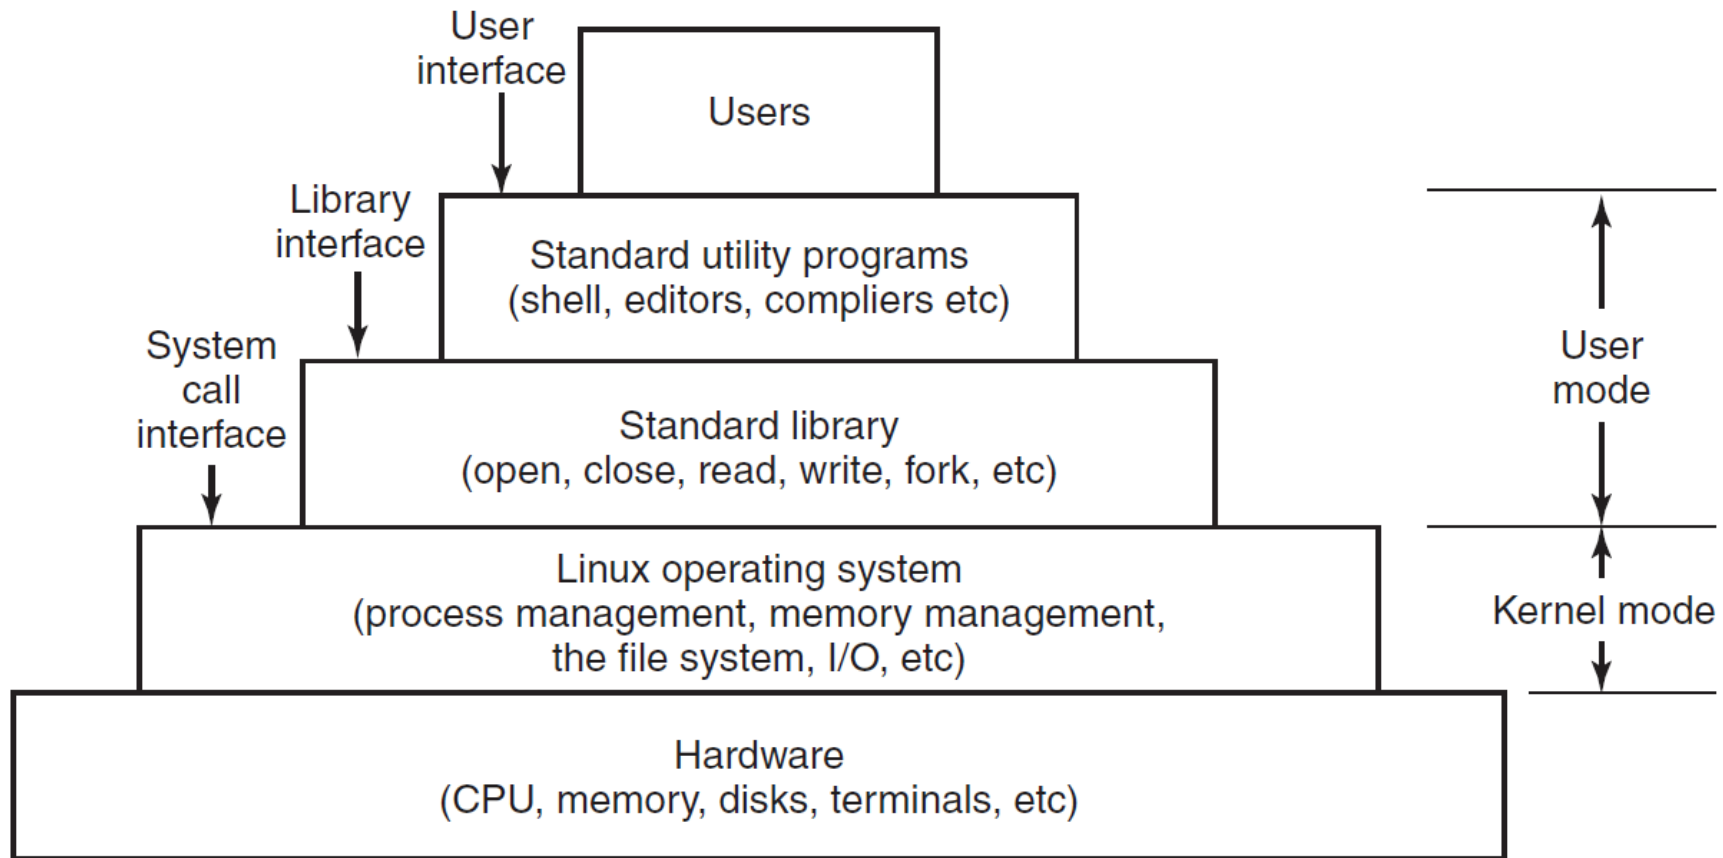 User
interface
Users
Library
interface
Standard utility programs
(shell, editors, compliers etc)
System
call
interface
User
mode
Standard library
(open, close, read, write, fork, etc)
Linux operating system
(process management, memory management,
the file system, I/O, etc)
Kernel mode
Hardware
(CPU, memory, disks, terminals, etc)